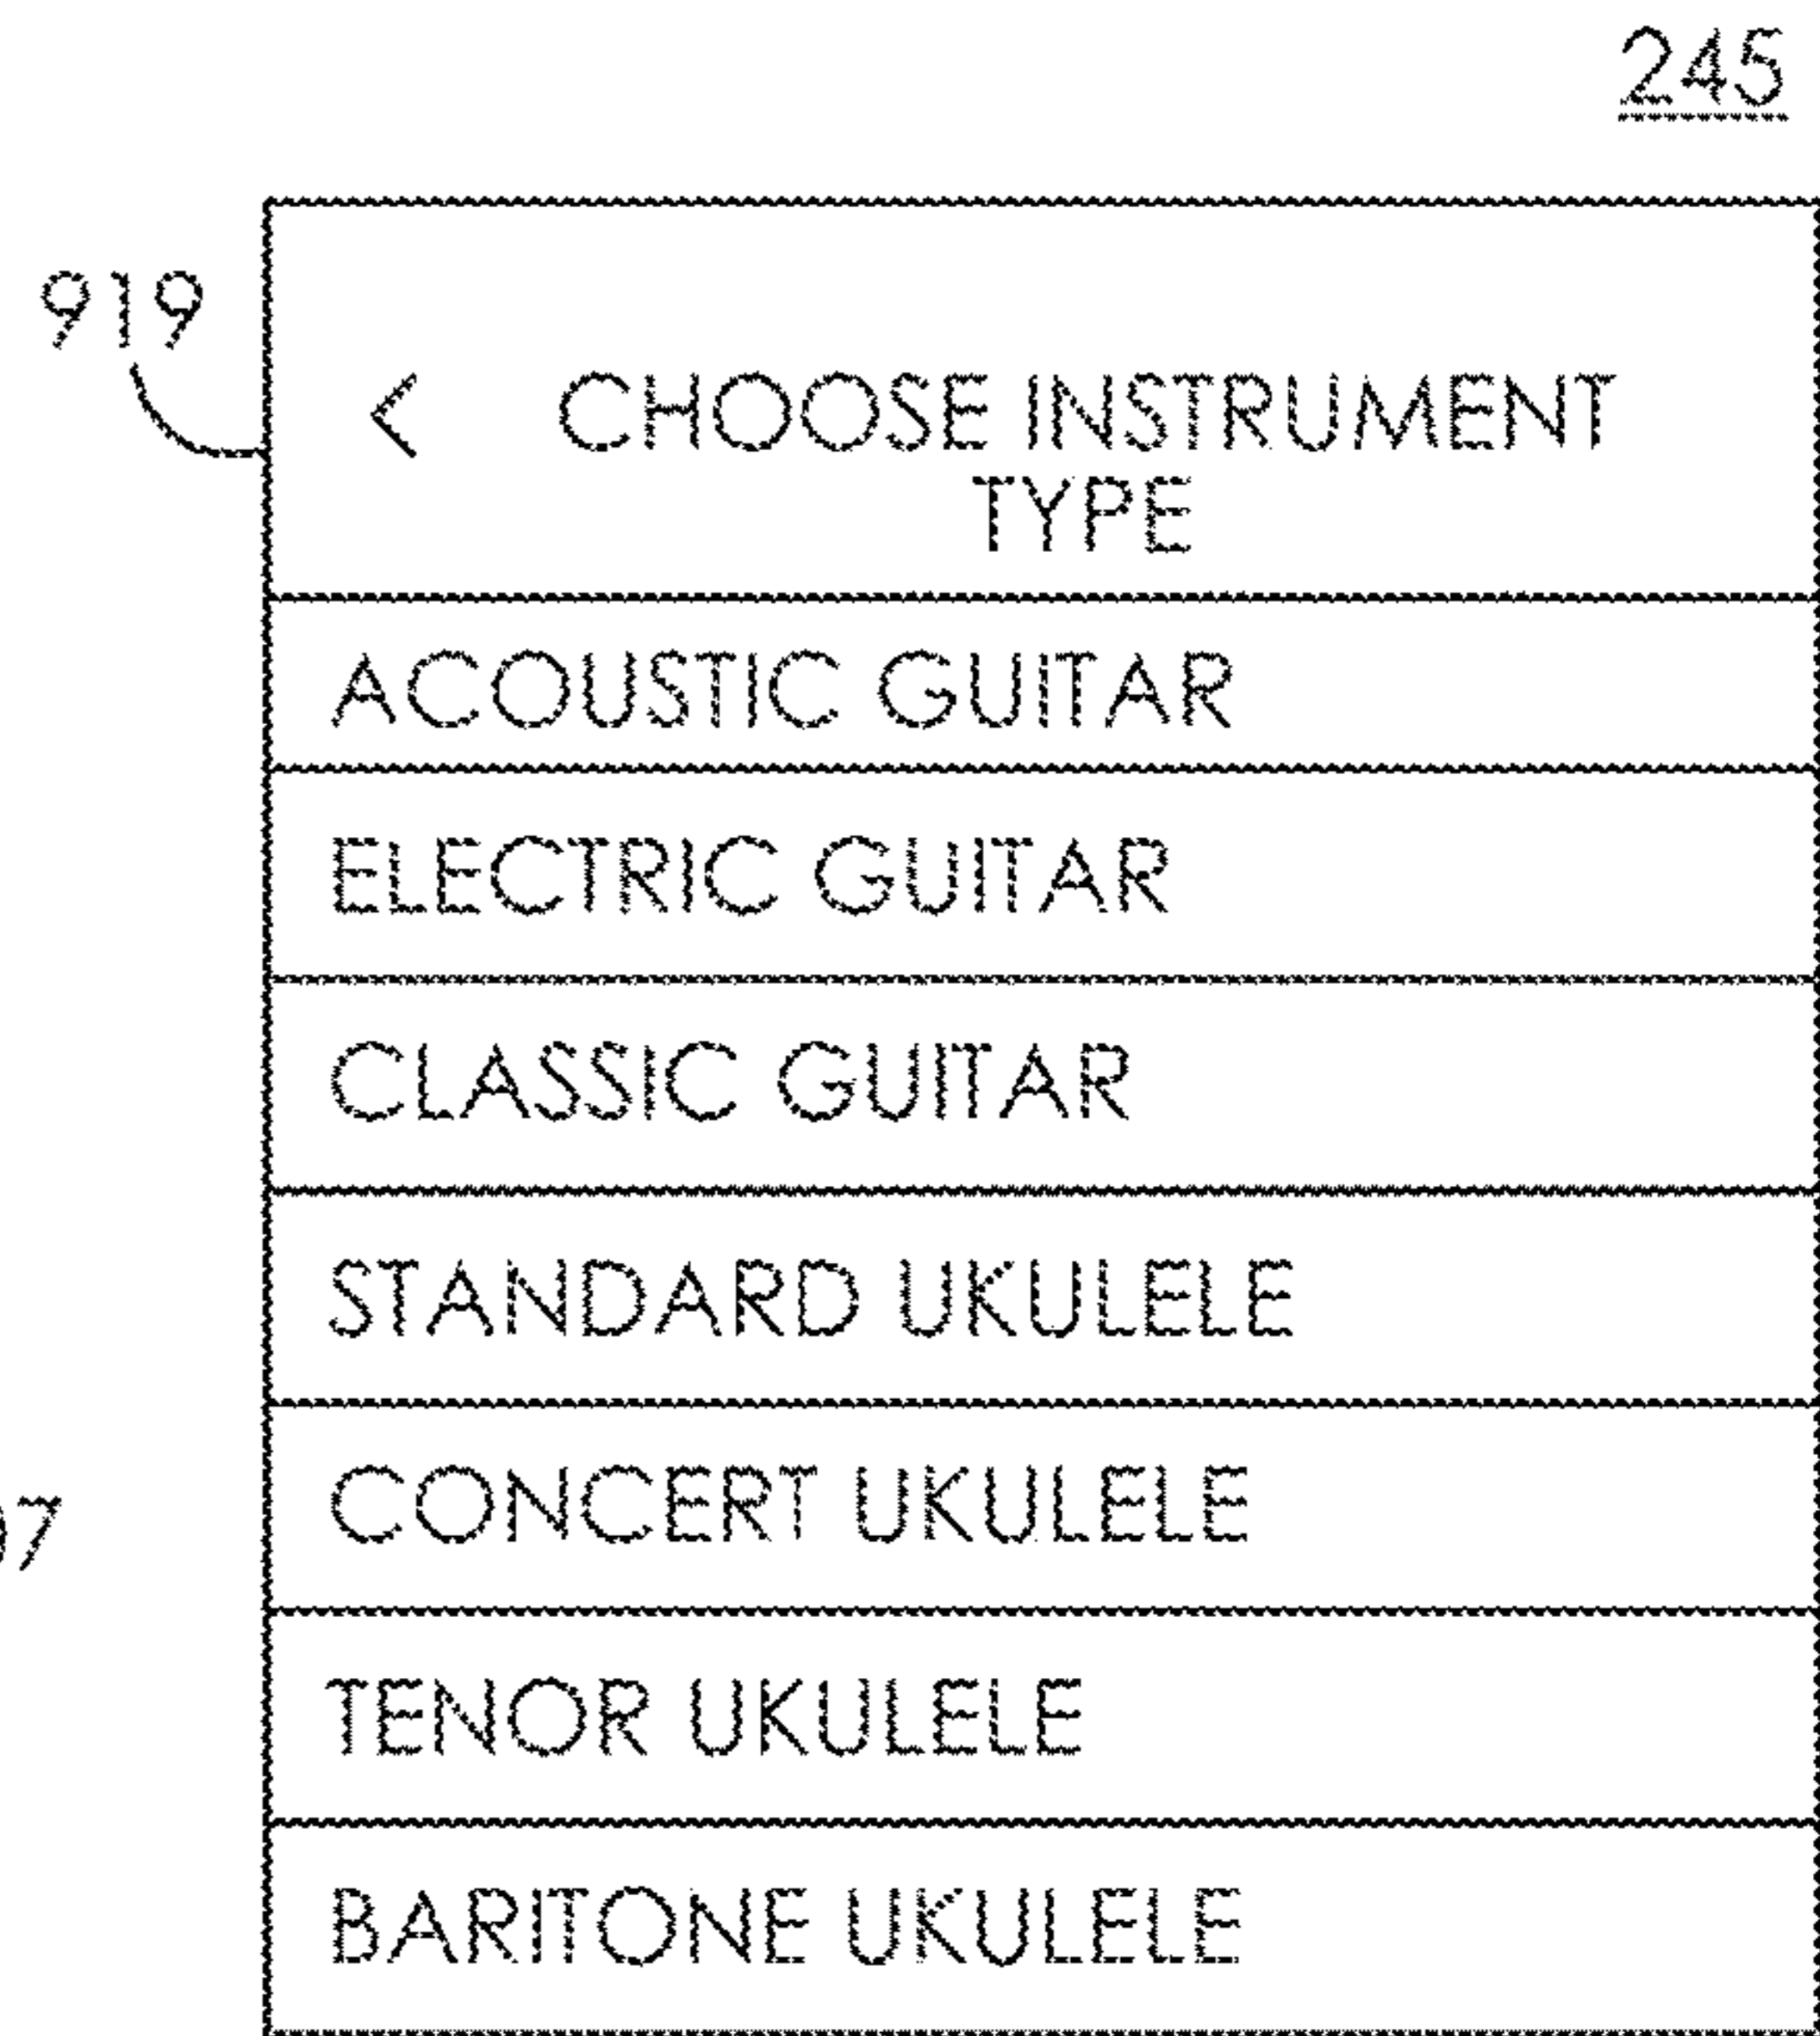 245
919
< CHOOSE INSTRUMENT
TYPE
ACOUSTIC GUITAR
ELECTRIC GUITAR
CLASSIC GUITAR
STANDARD UKULELE
CONCERT UKULELE
TENOR UKULELE
BARITONE UKULELE